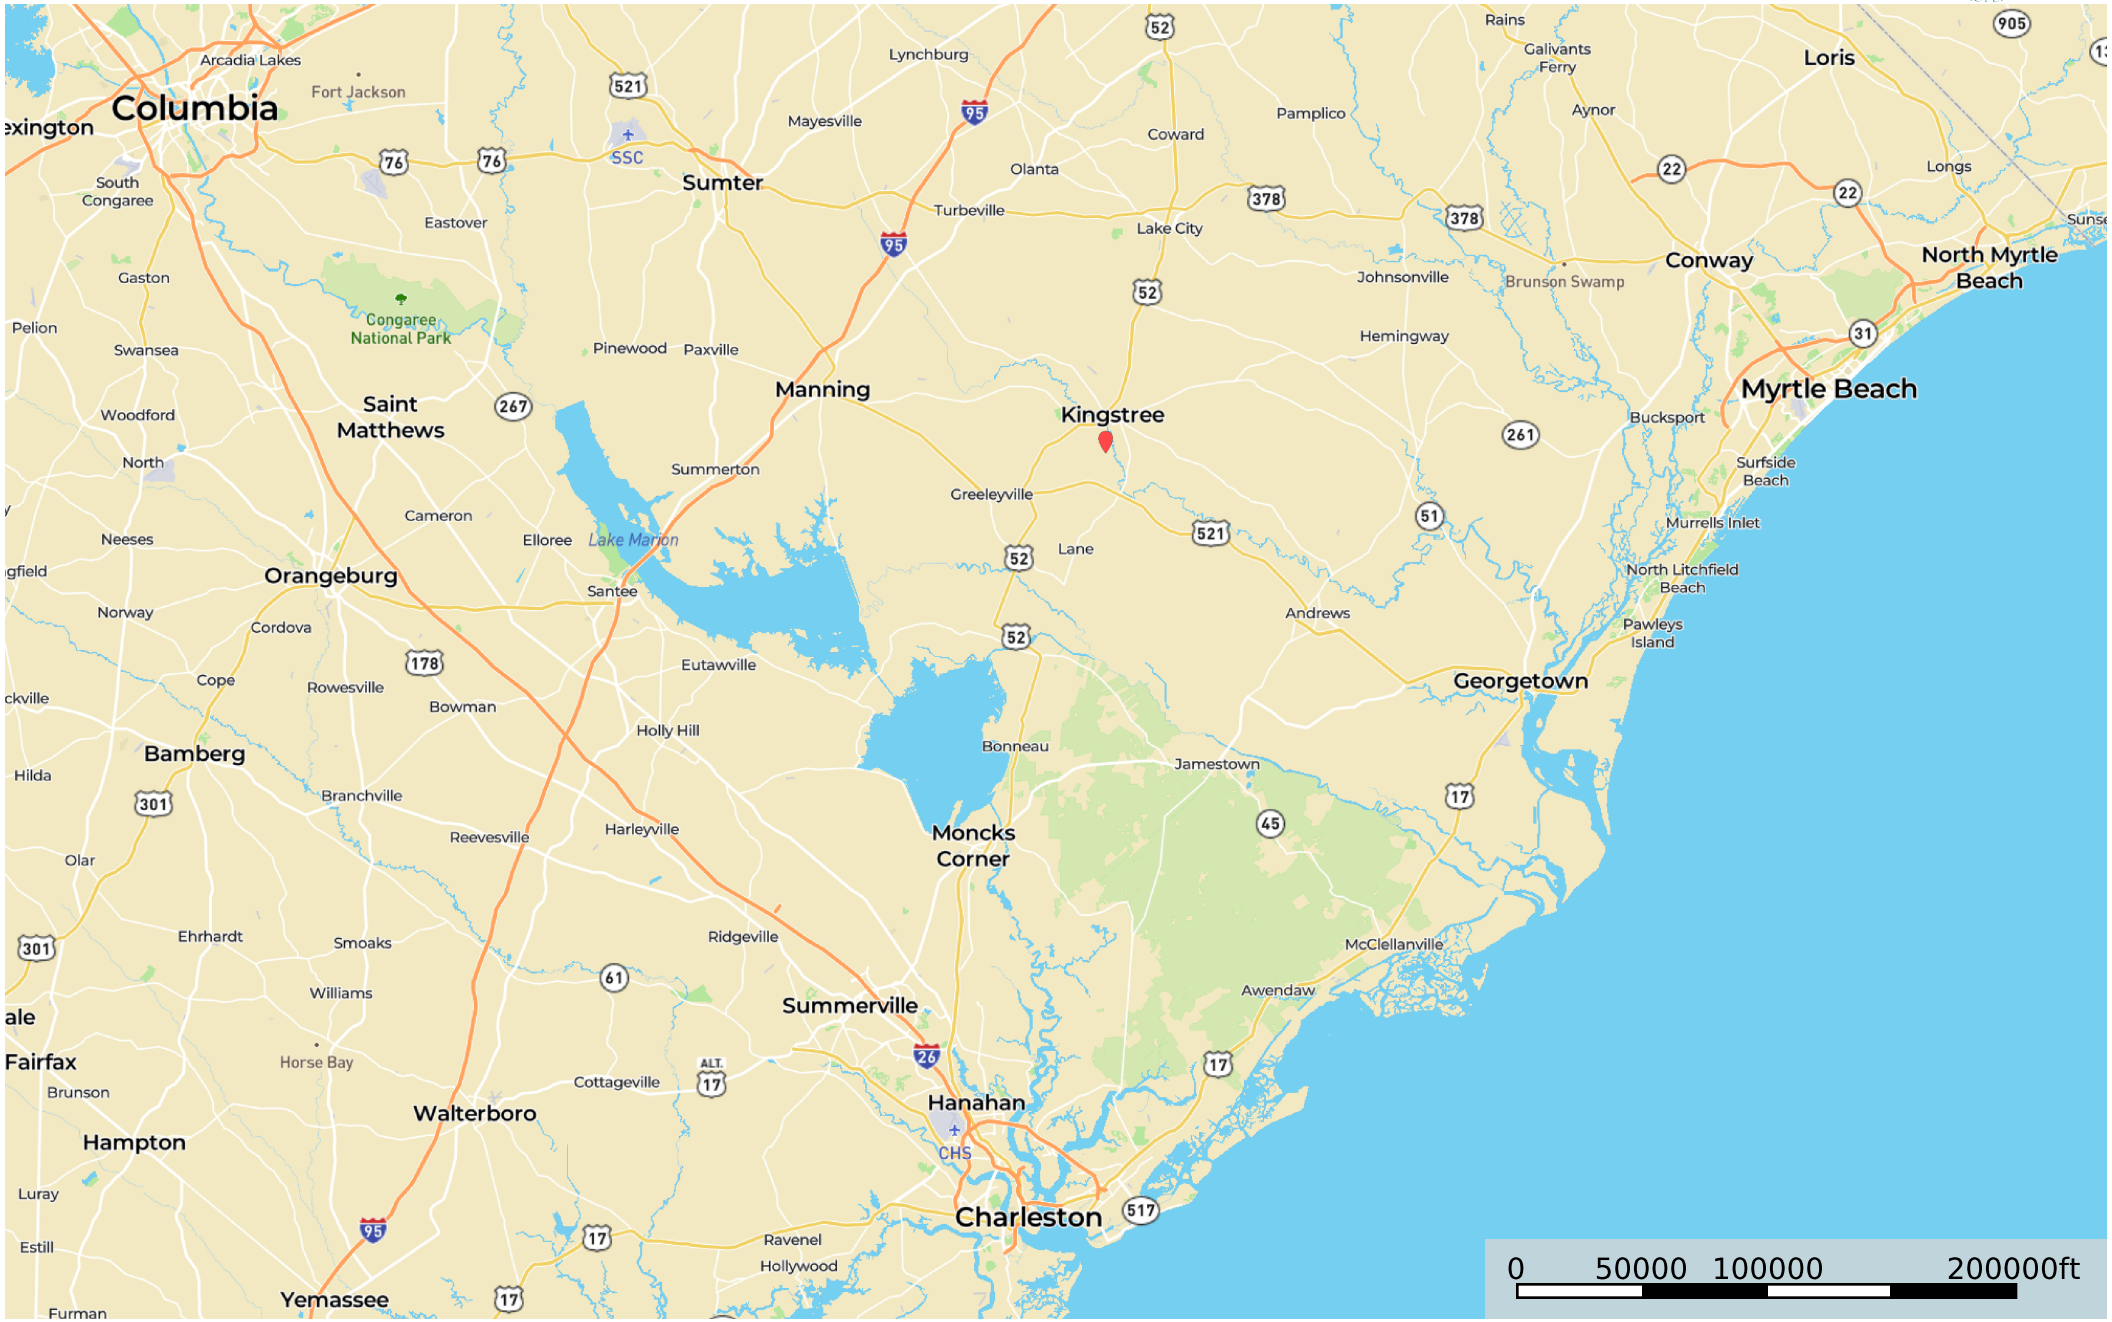 52
Rains
905
Galivants
Ferry
Loris
Arcadia Lakes
Lynchburg
Fort Jackson
521
95
Columbia
Mayesville
Pamplico
Aynor
exington
Coward
SSC
76
76
Olanta
22
Longs
South
Congaree
Sumter
22
378
Turbeville
378
Sunse
Eastover
Lake City
95
North Myrtle
Beach
Conway
Gaston
Johnsonville
Brunson Swamp
52
Congaree
National Park
Pelion
Swansea
Pinewood
Paxville
Hemingway
31
Manning
Myrtle Beach
Saint
Matthews
267
Woodford
Kingstree
Bucksport
261
North
Summerton
Surfside
Beach
Greeleyville
Cameron
51
Murrells Inlet
Neeses
Elloree
Lake Marion
521
Lane
52
gfield
Orangeburg
Santee
North Litchfield
Beach
Norway
Andrews
Cordova
52
Pawleys
Island
178
Eutawville
Cope
Rowesville
Georgetown
ckville
Bowman
Holly Hill
Bonneau
Bamberg
Jamestown
Hilda
Branchville
17
301
45
Reevesville
Harleyville
Moncks
Corner
Olar
Ehrhardt
Smoaks
Ridgeville
McClellanville
301
61
Williams
Awendaw
Summerville
ale
Fairfax
Horse Bay
26
17
ALT.
17
Brunson
Cottageville
Hanahan
Walterboro
Hampton
CHS
Luray
517
Charleston
95
17
Ravenel
Estill
Hollywood
Yemassee
17
Furman
0 50000 100000 200000ft